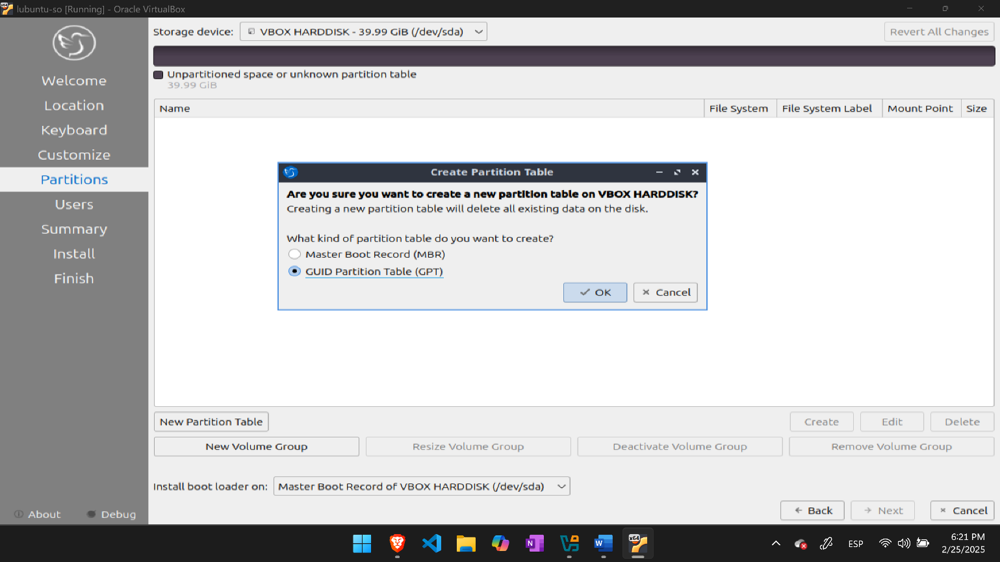 lubuntu-so [Running] - Oracle VirtualBox
Storage device: VBOX HARDDISK - 39.99 GiB (/dev/sda) Revert All Changes
Unpartitioned space or unknown partition table
39.99 GiB
Welcome
Location
Keyboard
Customize
Partitions
Users
Summary
Install
Finish
About Debug
Name File System File System Label Mount Point Size
Create Partition Table
Are you sure you want to create a new partition table on VBOX HARDDISK?
Creating a new partition table will delete all existing data on the disk.
What kind of partition table do you want to create?
Master Boot Record (MBR)
GUID Partition Table (GPT)
OK Cancel
New Partition Table Create Edit Delete
New Volume Group Resize Volume Group Deactivate Volume Group Remove Volume Group
Install boot loader on: Master Boot Record of VBOX HARDDISK (/dev/sda)
Back Next Cancel
x64
N
W
x64
ESP
6:21 PM
2/25/2025